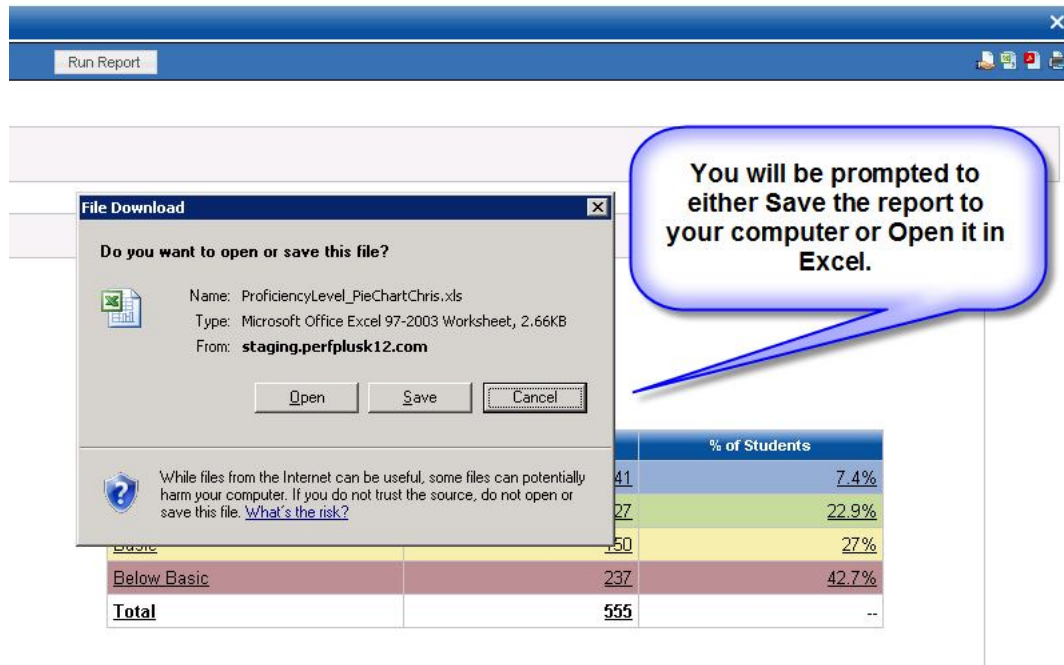 Run Report
You will be prompted to
either Save the report to
your computer or Open it in
Excel.
File Download
Do you want to open or save this file?
Name: ProficiencyLevel_PieChartChris.xls
Type: Microsoft Office Excel 97-2003 Worksheet, 2.66KB
From: staging.perfplusk12.com
Open Save Cancel
While files from the Internet can be useful, some files can potentially
harm your computer. If you do not trust the source, do not open or
save this file. What's the risk?
% of Students
41 7.4%
27 22.9%
Basic 150 27%
Below Basic 237 42.7%
Total 555 --